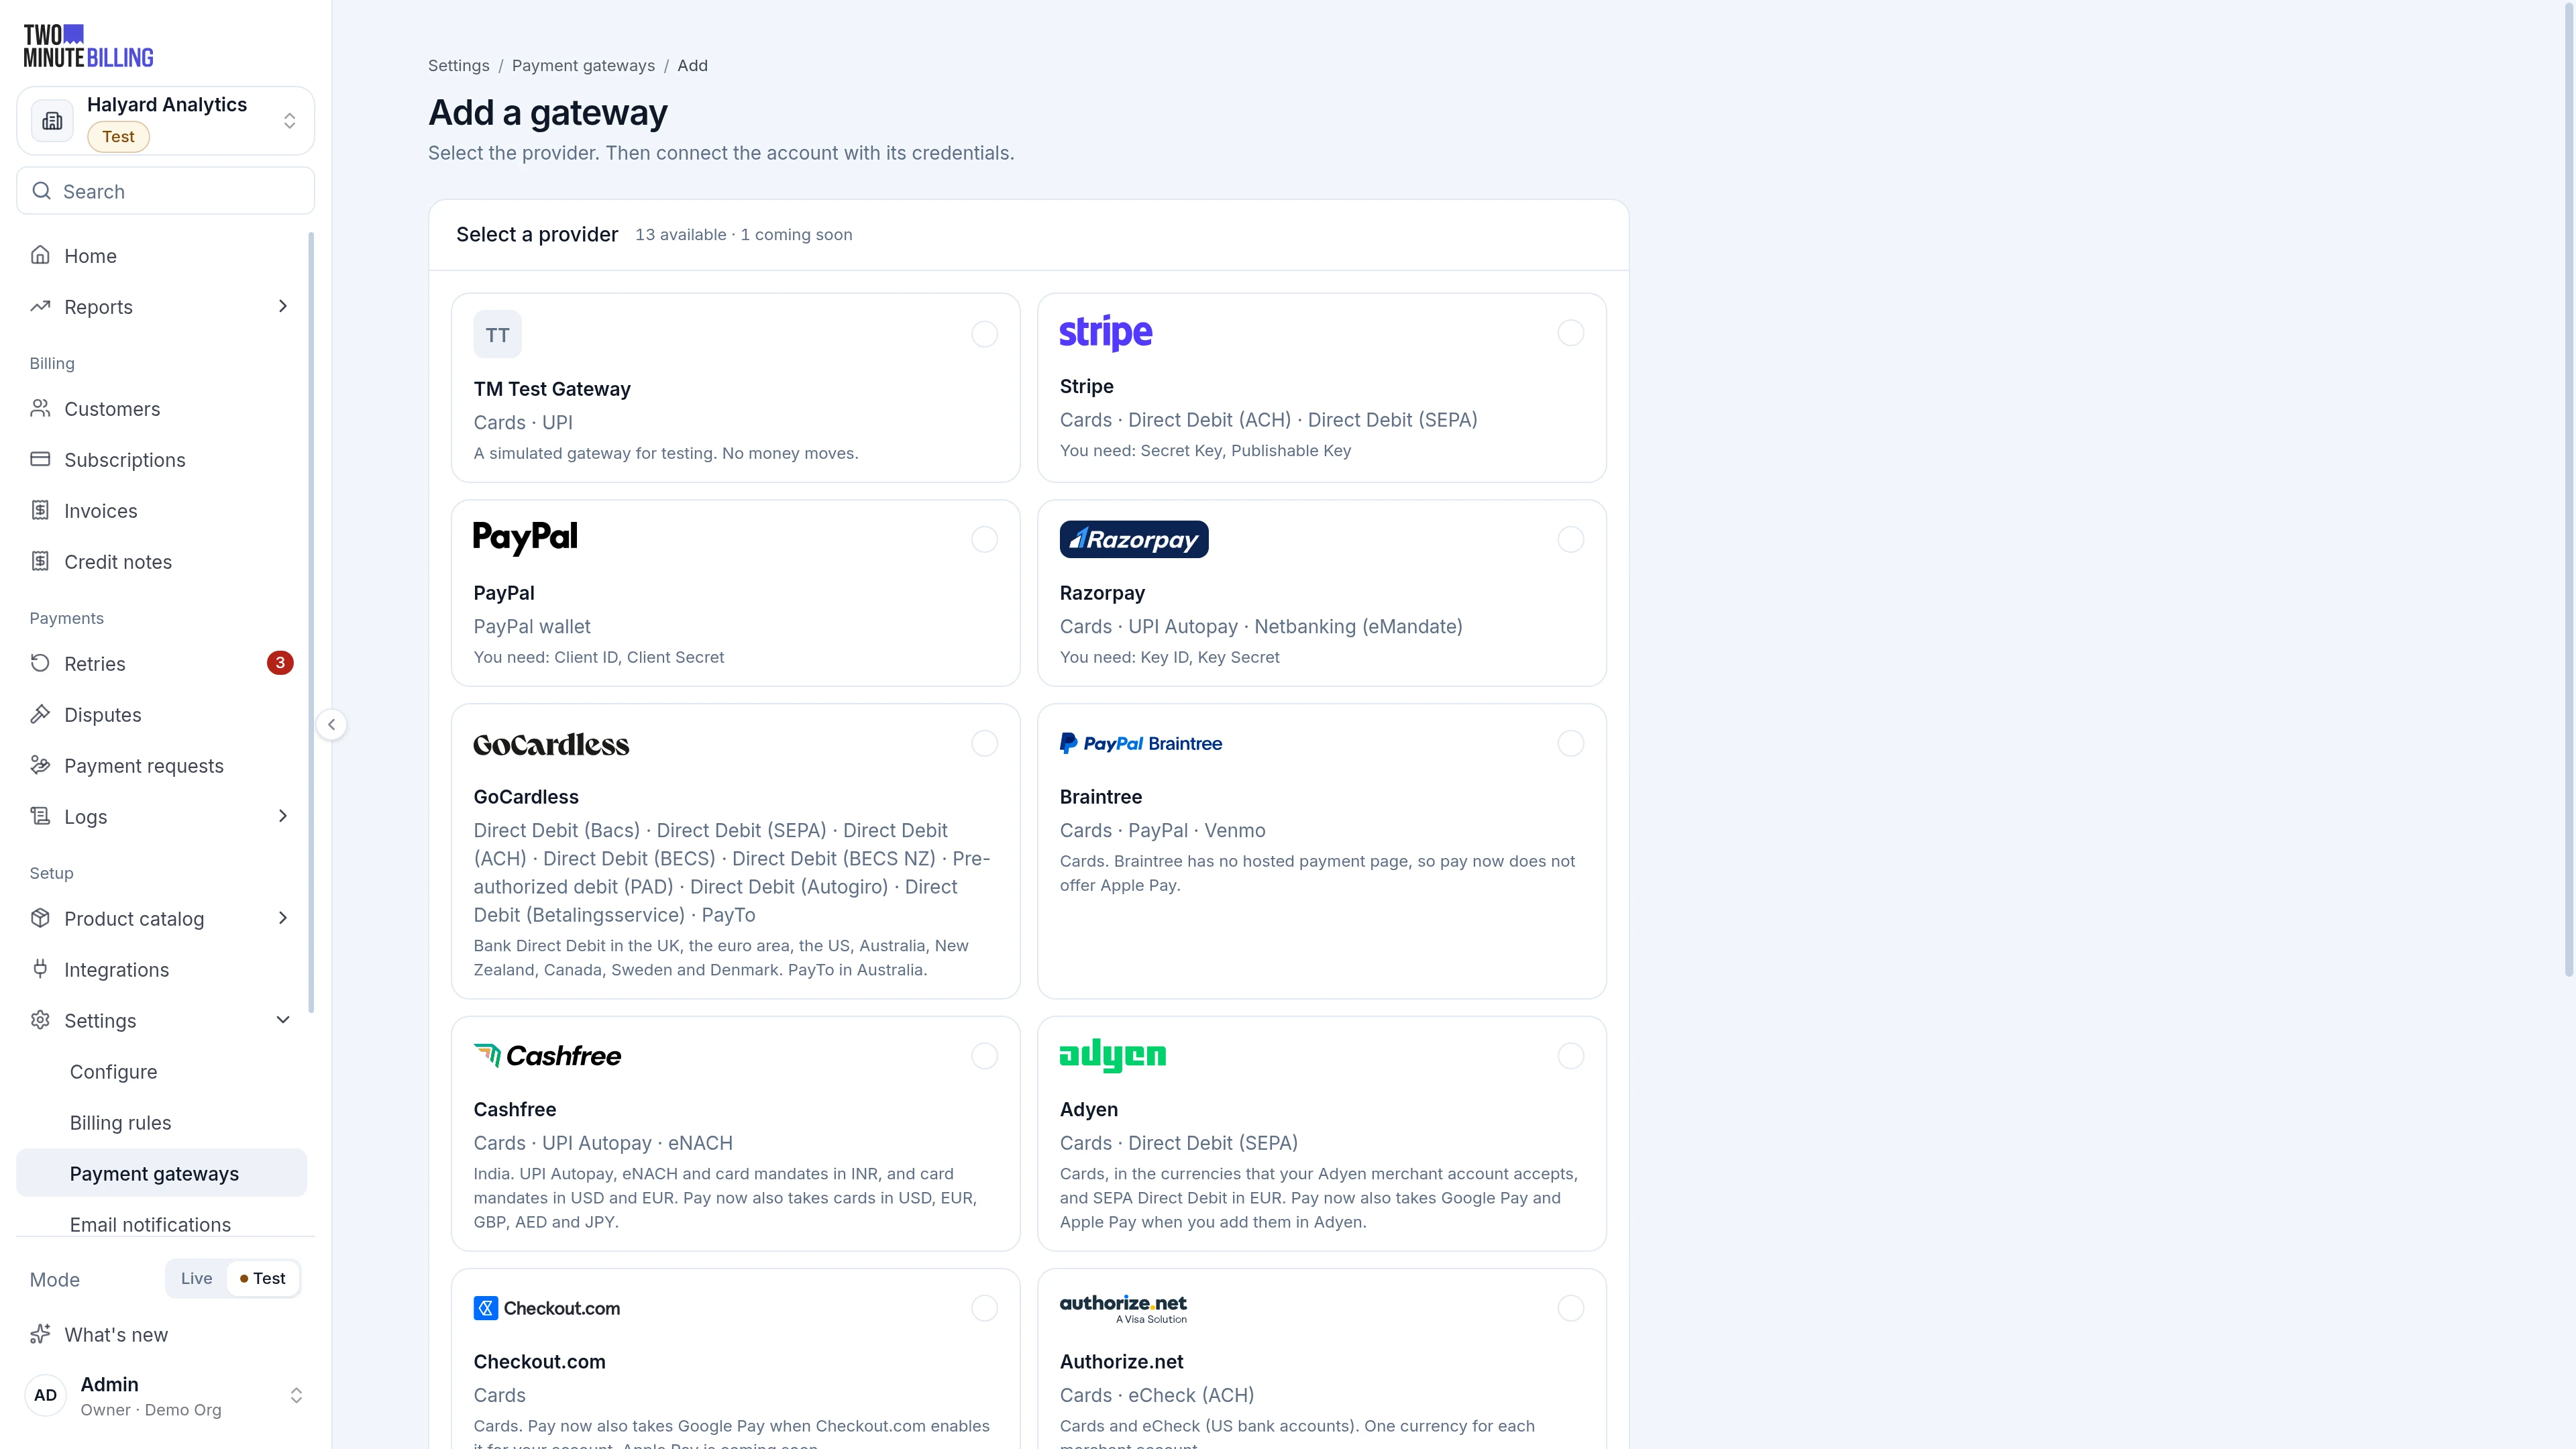 TWO
MINUTE BILLING
Halyard Analytics
Test
Search
Home
Reports
Billing
Customers
Subscriptions
Invoices
Credit notes
Payments
Retries
3
Disputes
Payment requests
Logs
Setup
Product catalog
Integrations
Settings
Configure
Billing rules
Payment gateways
Email notifications
Mode
Live
Test
What's new
AD
Admin
Owner · Demo Org
Settings / Payment gateways / Add
Add a gateway
Select the provider. Then connect the account with its credentials.
Select a provider
13 available · 1 coming soon
TT
TM Test Gateway
Cards · UPI
A simulated gateway for testing. No money moves.
stripe
Stripe
Cards · Direct Debit (ACH) · Direct Debit (SEPA)
You need: Secret Key, Publishable Key
PayPal
PayPal
PayPal wallet
You need: Client ID, Client Secret
Razorpay
Razorpay
Cards · UPI Autopay · Netbanking (eMandate)
You need: Key ID, Key Secret
GoCardless
GoCardless
Direct Debit (Bacs) · Direct Debit (SEPA) · Direct Debit
(ACH) · Direct Debit (BECS) · Direct Debit (BECS NZ) · Pre-
authorized debit (PAD) · Direct Debit (Autogiro) · Direct
Debit (Betalingsservice) · PayTo
Bank Direct Debit in the UK, the euro area, the US, Australia, New
Zealand, Canada, Sweden and Denmark. PayTo in Australia.
PayPal Braintree
Braintree
Cards · PayPal · Venmo
Cards. Braintree has no hosted payment page, so pay now does not
offer Apple Pay.
Cashfree
Cashfree
Cards · UPI Autopay · eNACH
India. UPI Autopay, eNACH and card mandates in INR, and card
mandates in USD and EUR. Pay now also takes cards in USD, EUR,
GBP, AED and JPY.
adyen
Adyen
Cards · Direct Debit (SEPA)
Cards, in the currencies that your Adyen merchant account accepts,
and SEPA Direct Debit in EUR. Pay now also takes Google Pay and
Apple Pay when you add them in Adyen.
Checkout.com
Checkout.com
Cards
Cards. Pay now also takes Google Pay when Checkout.com enables
it for your account. Apple Pay is coming soon.
authorize.net
A Visa Solution
Authorize.net
Cards · eCheck (ACH)
Cards and eCheck (US bank accounts). One currency for each
merchant account.